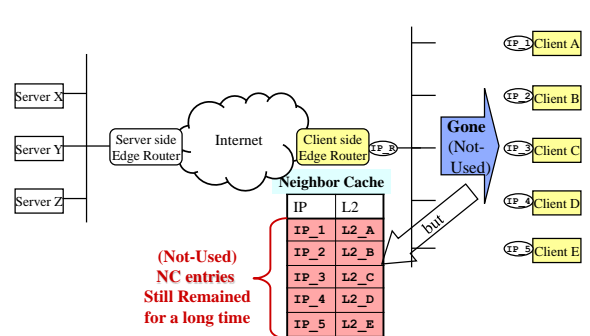 IP_1 Client A
Server X
IP_2 Client B
Server Y
Server side
Edge Router
Internet
Client side
Edge Router
IP_R
Gone
(Not-
Used)
IP_3 Client C
Server Z
Neighbor Cache
IP L2
IP_1 L2_A
IP_2 L2_B
IP_3 L2_C
IP_4 L2_D
IP_5 L2_E
but
IP_4 Client D
IP_5 Client E
(Not-Used)
NC entries
Still Remained
for a long time